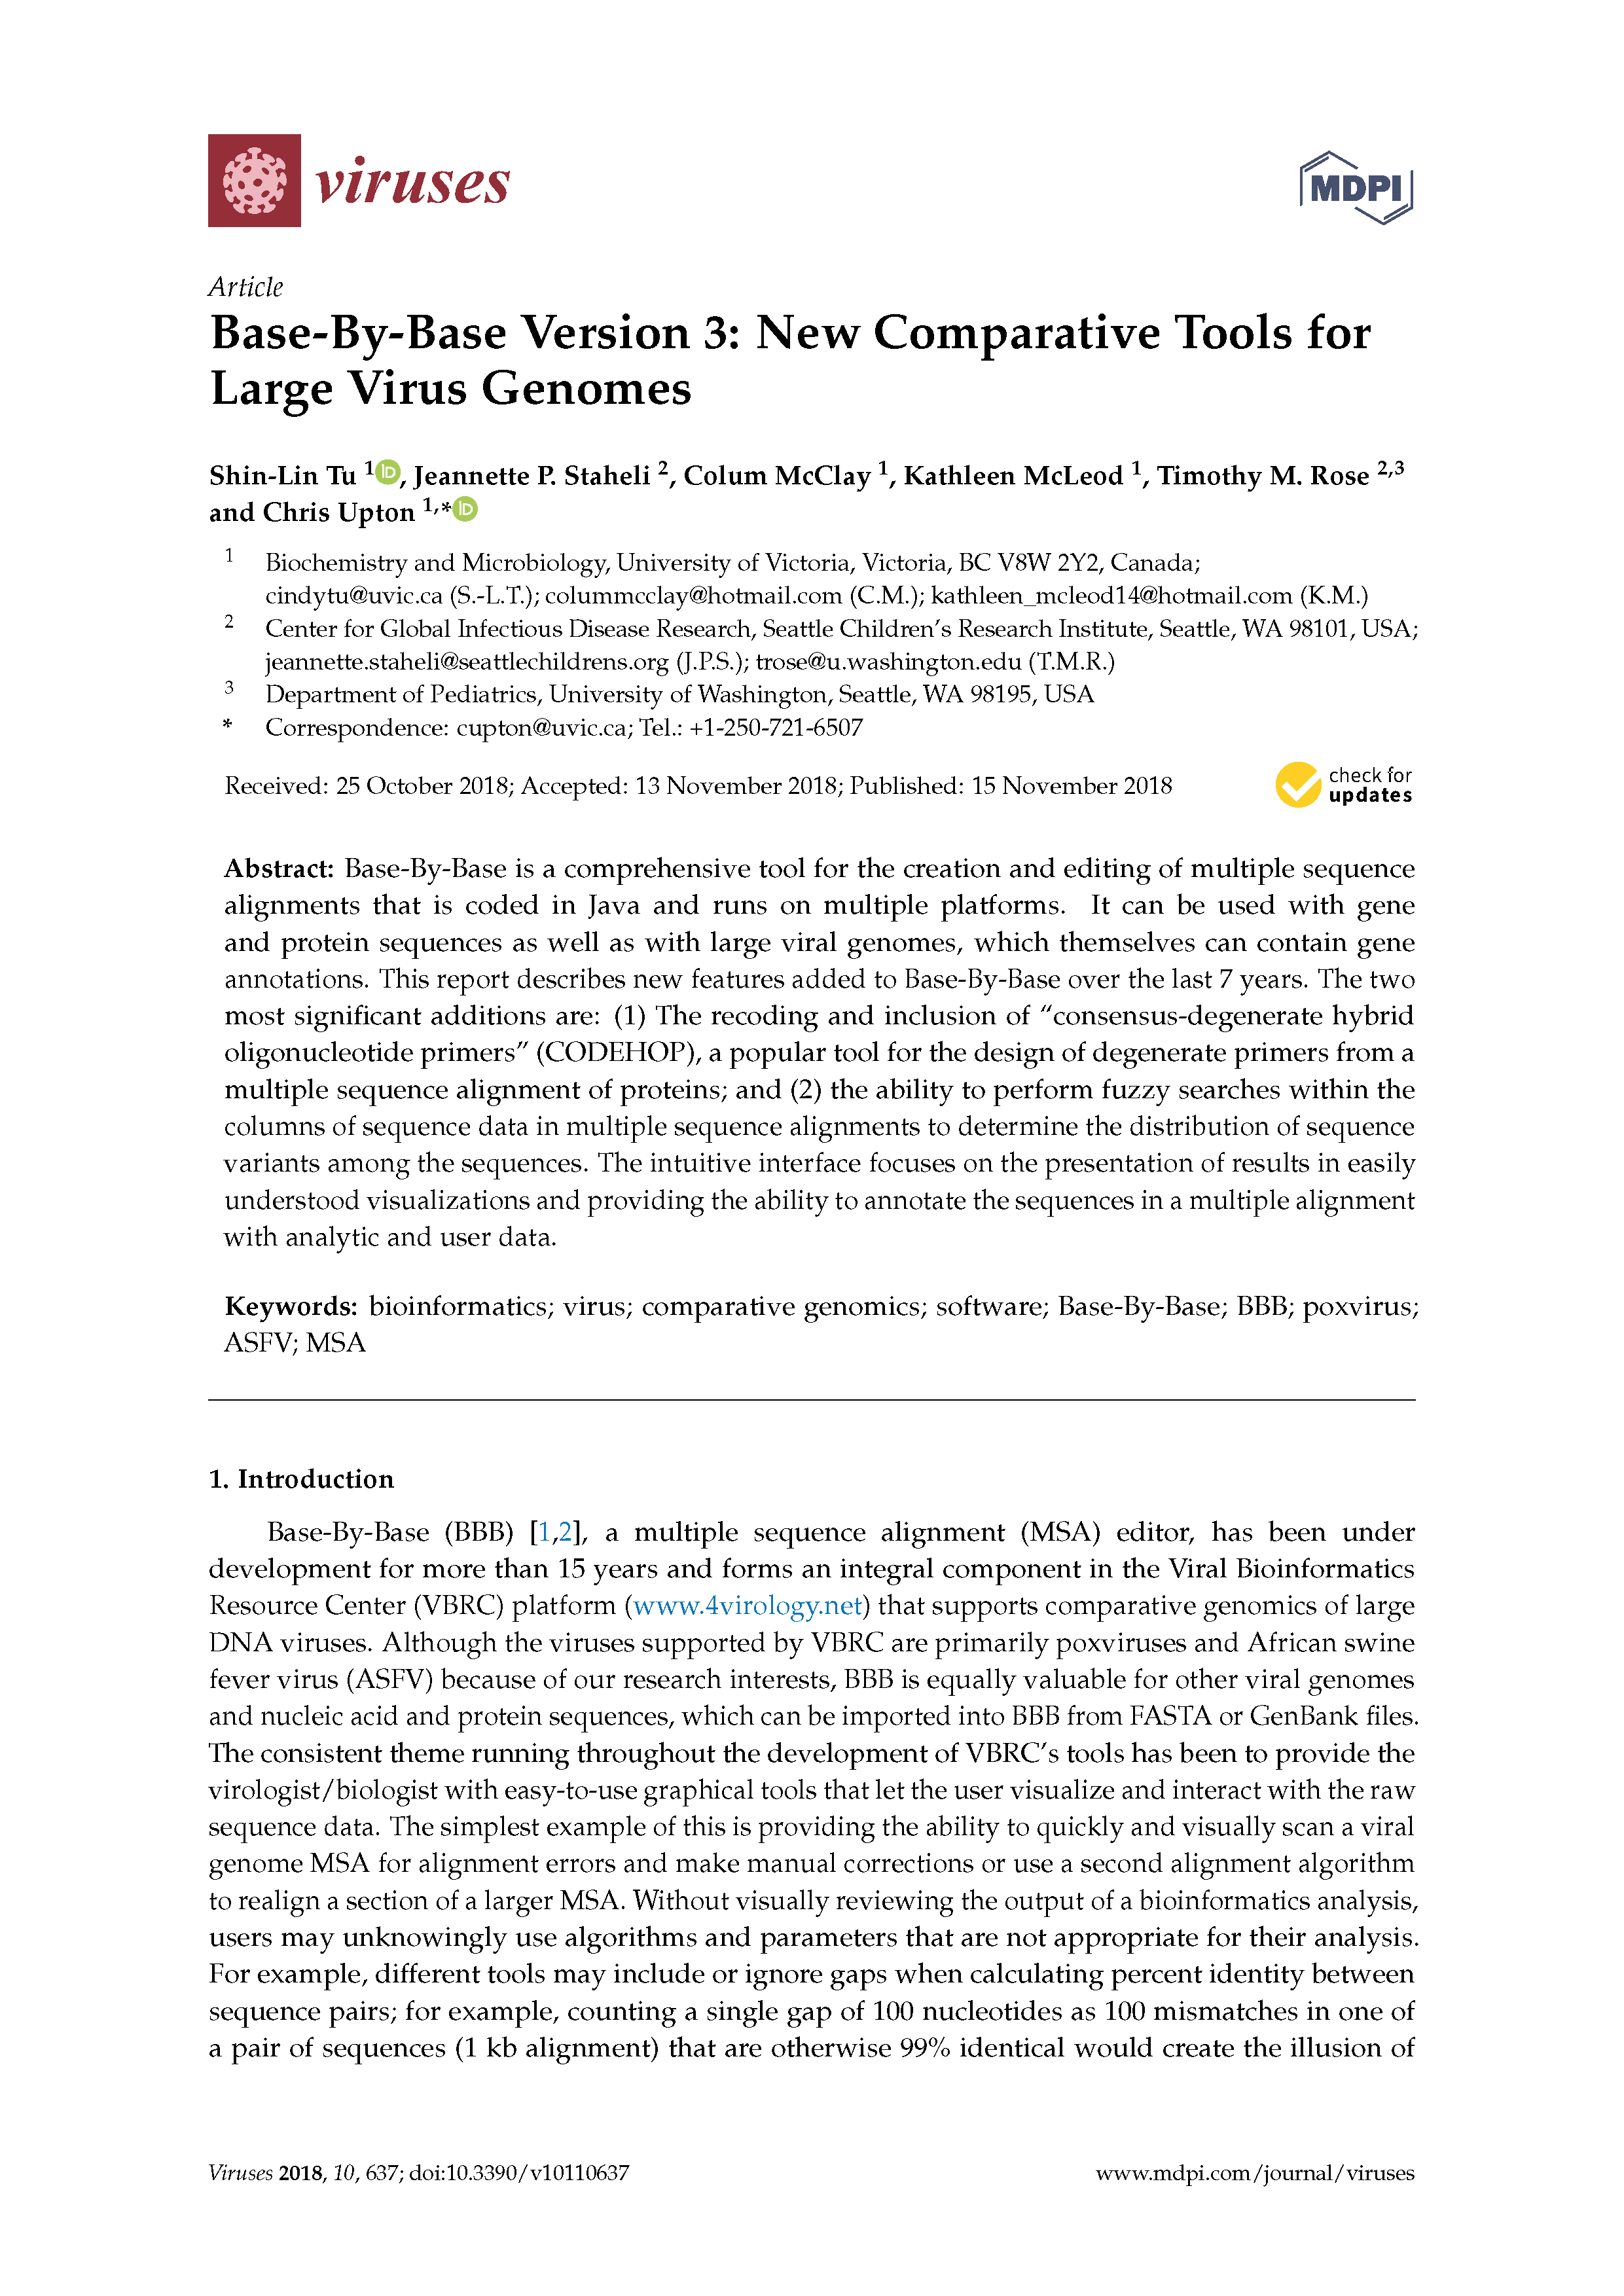 viruses
MDPI
Article
Base-By-Base Version 3: New Comparative Tools for
Large Virus Genomes
Shin-Lin Tu 1 iD, Jeannette P. Staheli 2, Colum McClay 1, Kathleen McLeod 1, Timothy M. Rose 2,3
and Chris Upton 1,* iD
1 Biochemistry and Microbiology, University of Victoria, Victoria, BC V8W 2Y2, Canada;
cindytu@uvic.ca (S.-L.T.); colummcclay@hotmail.com (C.M.); kathleen_mcleod14@hotmail.com (K.M.)
2 Center for Global Infectious Disease Research, Seattle Children's Research Institute, Seattle, WA 98101, USA;
jeannette.staheli@seattlechildrens.org (J.P.S.); trose@u.washington.edu (T.M.R.)
3 Department of Pediatrics, University of Washington, Seattle, WA 98195, USA
* Correspondence: cupton@uvic.ca; Tel.: +1-250-721-6507
Received: 25 October 2018; Accepted: 13 November 2018; Published: 15 November 2018
check for
updates
Abstract: Base-By-Base is a comprehensive tool for the creation and editing of multiple sequence
alignments that is coded in Java and runs on multiple platforms. It can be used with gene
and protein sequences as well as with large viral genomes, which themselves can contain gene
annotations. This report describes new features added to Base-By-Base over the last 7 years. The two
most significant additions are: (1) The recoding and inclusion of “consensus-degenerate hybrid
oligonucleotide primers” (CODEHOP), a popular tool for the design of degenerate primers from a
multiple sequence alignment of proteins; and (2) the ability to perform fuzzy searches within the
columns of sequence data in multiple sequence alignments to determine the distribution of sequence
variants among the sequences. The intuitive interface focuses on the presentation of results in easily
understood visualizations and providing the ability to annotate the sequences in a multiple alignment
with analytic and user data.
Keywords: bioinformatics; virus; comparative genomics; software; Base-By-Base; BBB; poxvirus;
ASFV; MSA
1. Introduction
Base-By-Base (BBB) [1,2], a multiple sequence alignment (MSA) editor, has been under
development for more than 15 years and forms an integral component in the Viral Bioinformatics
Resource Center (VBRC) platform (www.4virology.net) that supports comparative genomics of large
DNA viruses. Although the viruses supported by VBRC are primarily poxviruses and African swine
fever virus (ASFV) because of our research interests, BBB is equally valuable for other viral genomes
and nucleic acid and protein sequences, which can be imported into BBB from FASTA or GenBank files.
The consistent theme running throughout the development of VBRC's tools has been to provide the
virologist/biologist with easy-to-use graphical tools that let the user visualize and interact with the raw
sequence data. The simplest example of this is providing the ability to quickly and visually scan a viral
genome MSA for alignment errors and make manual corrections or use a second alignment algorithm
to realign a section of a larger MSA. Without visually reviewing the output of a bioinformatics analysis,
users may unknowingly use algorithms and parameters that are not appropriate for their analysis.
For example, different tools may include or ignore gaps when calculating percent identity between
sequence pairs; for example, counting a single gap of 100 nucleotides as 100 mismatches in one of
a pair of sequences (1 kb alignment) that are otherwise 99% identical would create the illusion of
Viruses 2018, 10, 637; doi:10.3390/v10110637
www.mdpi.com/journal/viruses